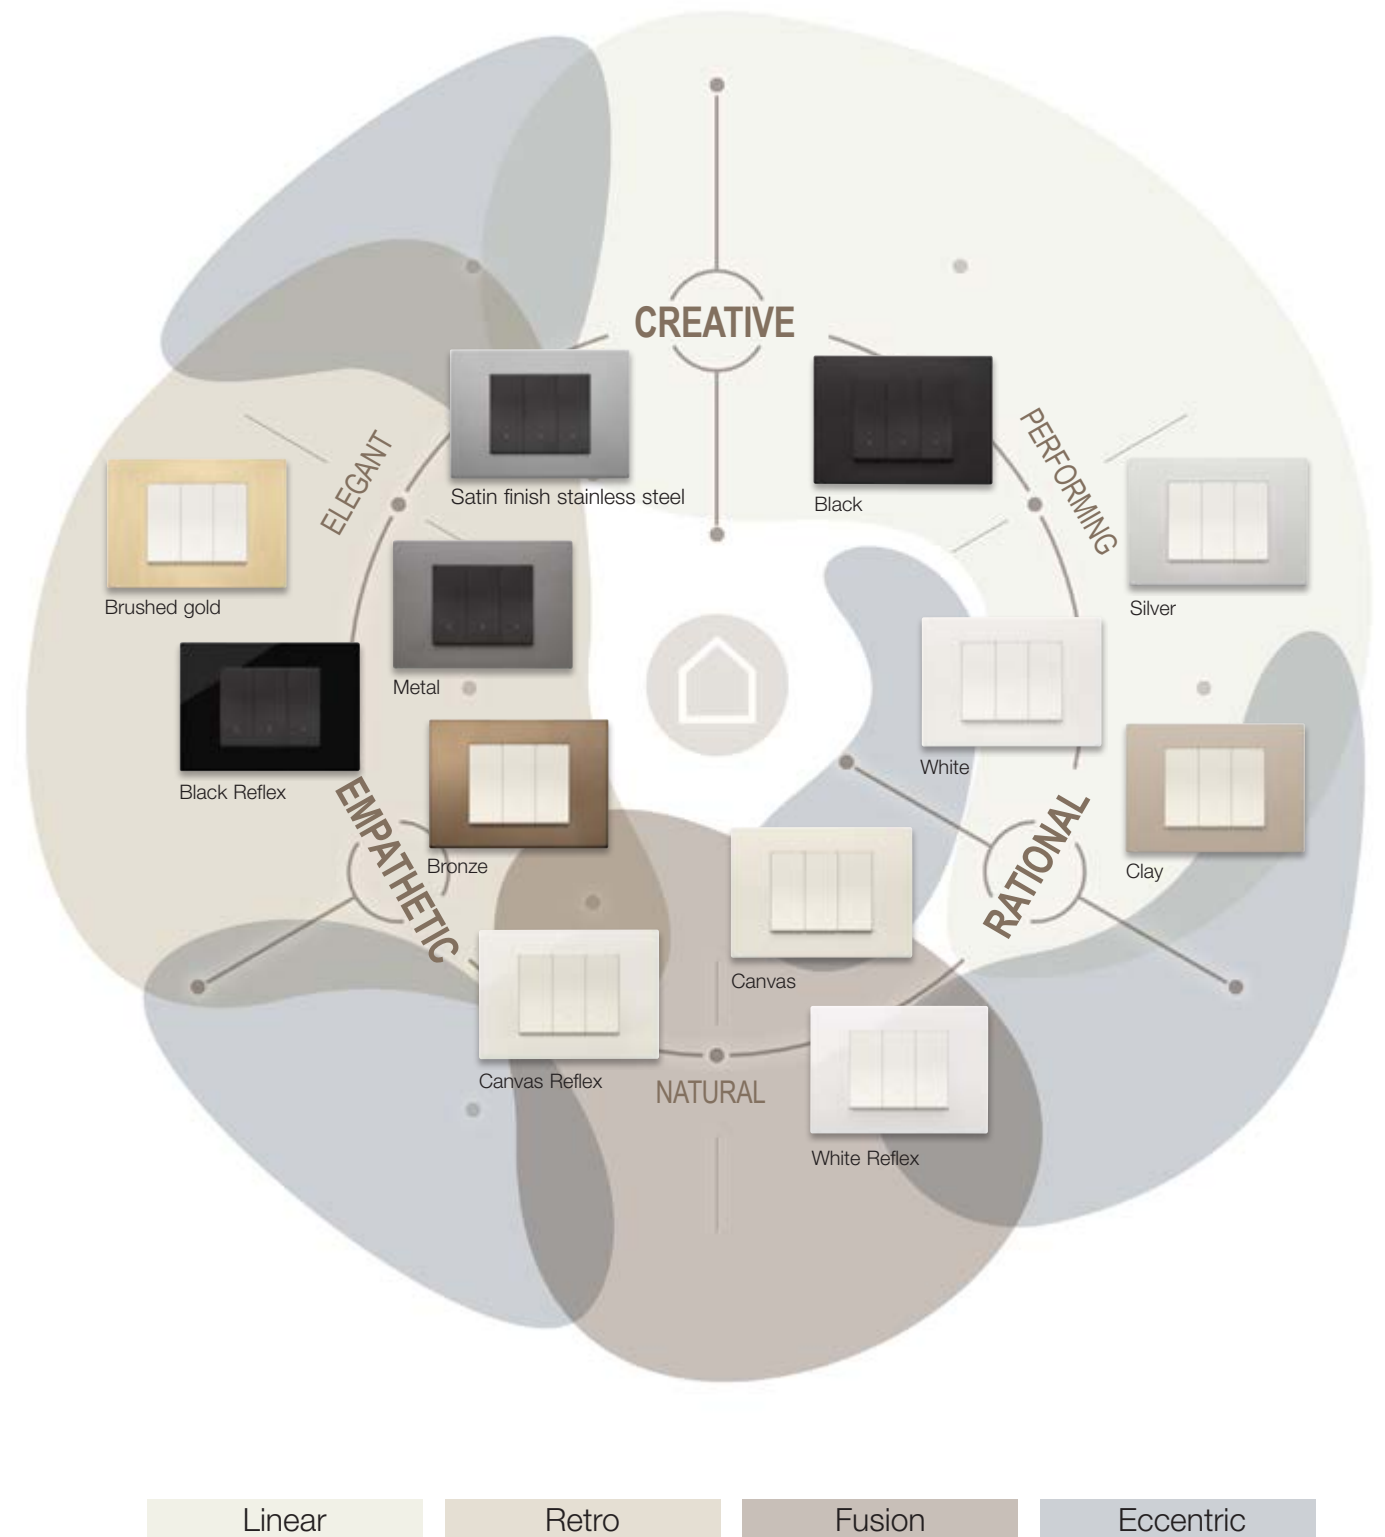 CREATIVE
ELEGANT
PERFORMING
Satin finish stainless steel
Black
Brushed gold
Silver
Metal
White
Black Reflex
EMPATHETIC
Bronze
RATIONAL
Clay
Canvas
Canvas Reflex
NATURAL
White Reflex
Linear
Retro
Fusion
Eccentric